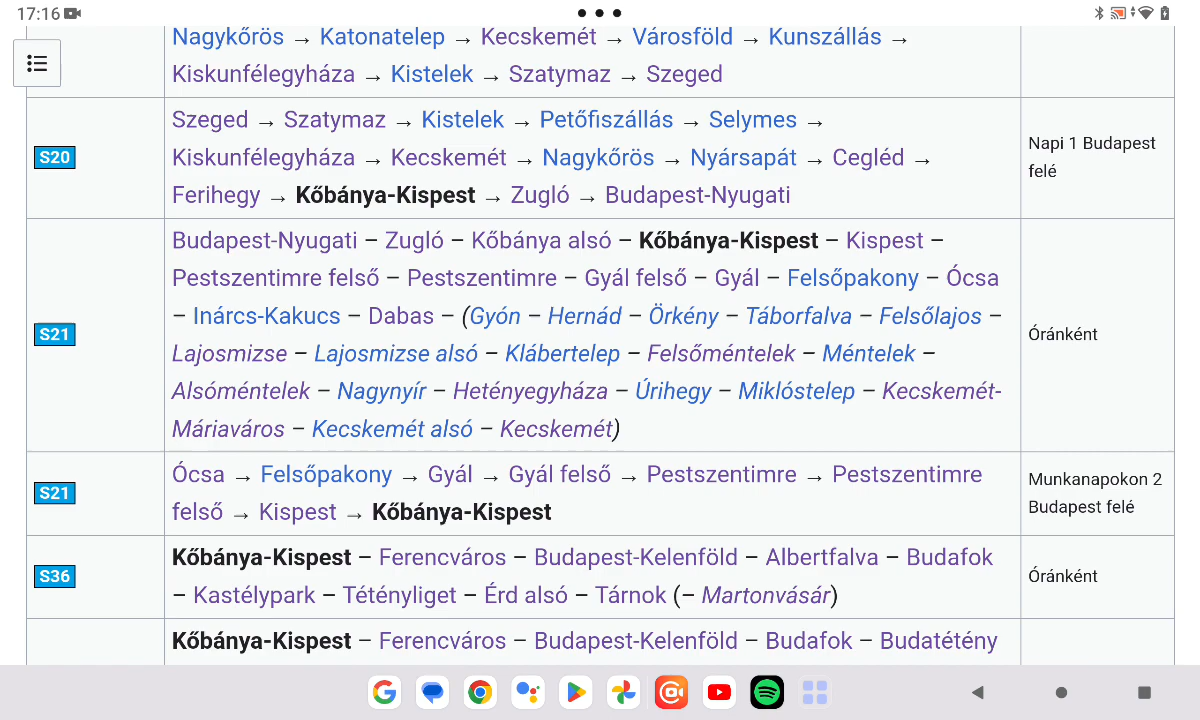 17:16
Nagykőrös → Katonatelep → Kecskemét → Városföld → Kunszállás →
Kiskunfélegyháza → Kistelek → Szatymaz → Szeged
S20
Szeged → Szatymaz → Kistelek → Petőfiszállás → Selymes →
Kiskunfélegyháza → Kecskemét → Nagykőrös → Nyársapát → Cegléd →
Ferihegy → Kőbánya-Kispest → Zugló → Budapest-Nyugati
Napi 1 Budapest
felé
S21
Budapest-Nyugati – Zugló – Kőbánya alsó – Kőbánya-Kispest – Kispest –
Pestszentimre felső – Pestszentimre – Gyál felső – Gyál – Felsőpakony – Ócsa
– Inárcs-Kakucs – Dabas – (Gyón – Hernád – Örkény – Táborfalva – Felsőlajos –
Lajosmizse – Lajosmizse alsó – Klábertelep – Felsőméntelek – Méntelek –
Alsóméntelek – Nagynyír – Hetényegyháza – Úrihegy – Miklóstelep – Kecskemét-
Máriaváros – Kecskemét alsó – Kecskemét)
Óránként
S21
Ócsa → Felsőpakony → Gyál → Gyál felső → Pestszentimre → Pestszentimre
felső → Kispest → Kőbánya-Kispest
Munkanapokon 2
Budapest felé
S36
Kőbánya-Kispest – Ferencváros – Budapest-Kelenföld – Albertfalva – Budafok
– Kastélypark – Tétényliget – Érd alsó – Tárnok (– Martonvásár)
Óránként
Kőbánya-Kispest – Ferencváros – Budapest-Kelenföld – Budafok – Budatétény